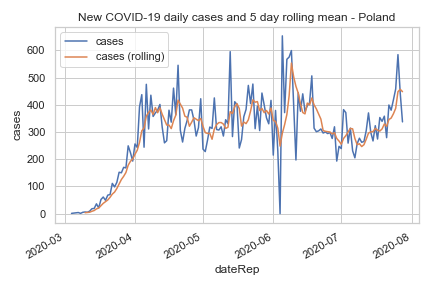 New COVID-19 daily cases and 5 day rolling mean - Poland
cases
cases (rolling)
600
500
400
300
200
100
0
cases
2020-03
2020-04
2020-05
2020-06
2020-07
2020-08
dateRep